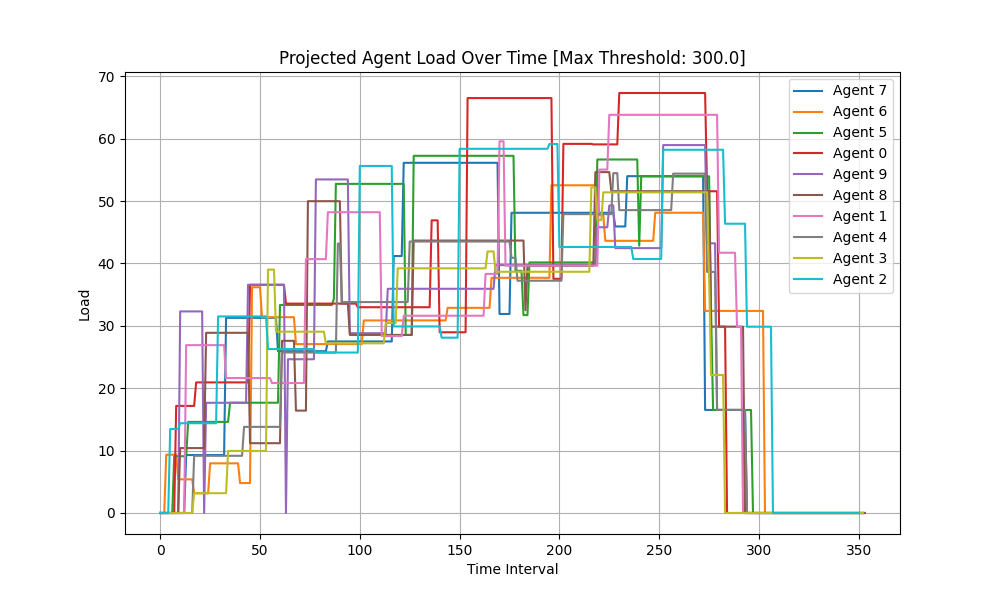 Projected Agent Load Over Time [Max Threshold: 300.0]
Load
70
60
50
40
30
20
10
0
0 50 100 150 200 250 300 350
Time Interval
Agent 7
Agent 6
Agent 5
Agent 0
Agent 9
Agent 8
Agent 1
Agent 4
Agent 3
Agent 2